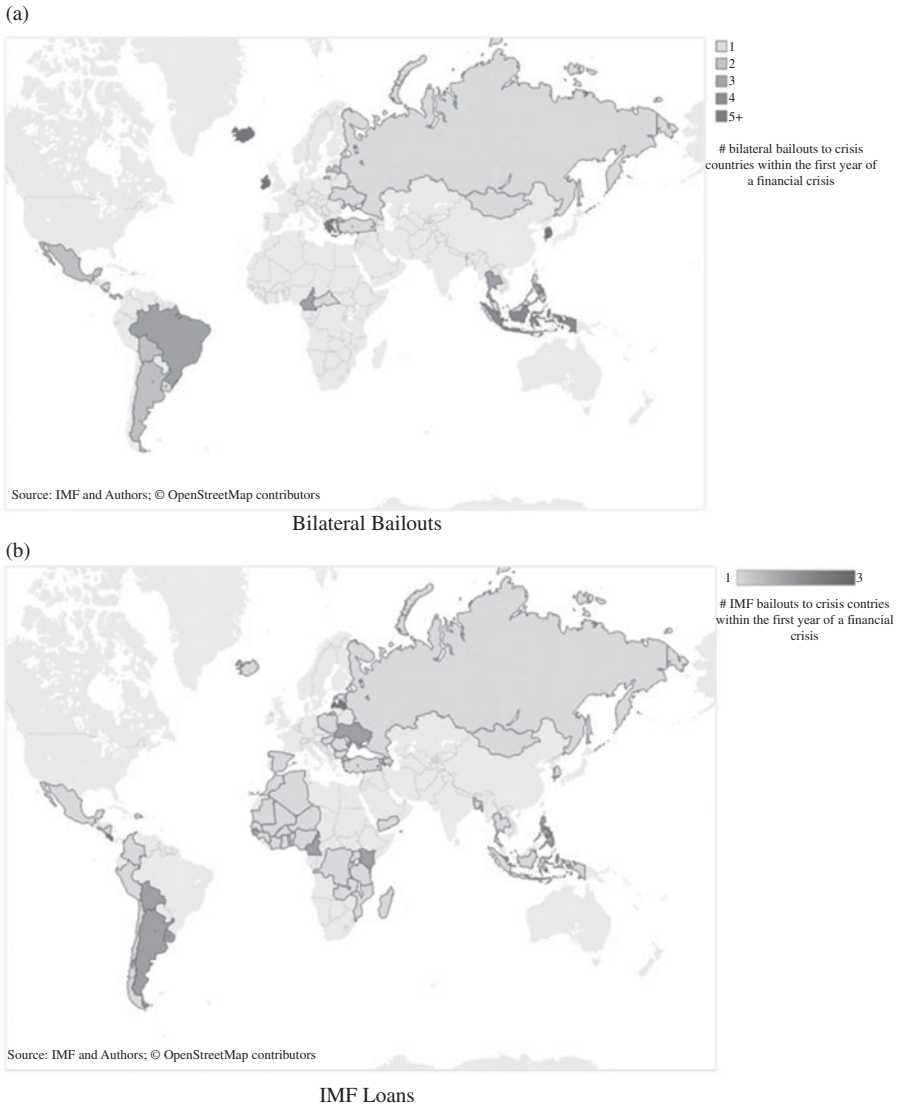 (a)
1
2
3
4
5+
# bilateral bailouts to crisis
countries within the first year of
a financial crisis
Source: IMF and Authors; © OpenStreetMap contributors
Bilateral Bailouts
(b)
1 3
# IMF bailouts to crisis contries
within the first year of a financial
crisis
Source: IMF and Authors; © OpenStreetMap contributors
IMF Loans